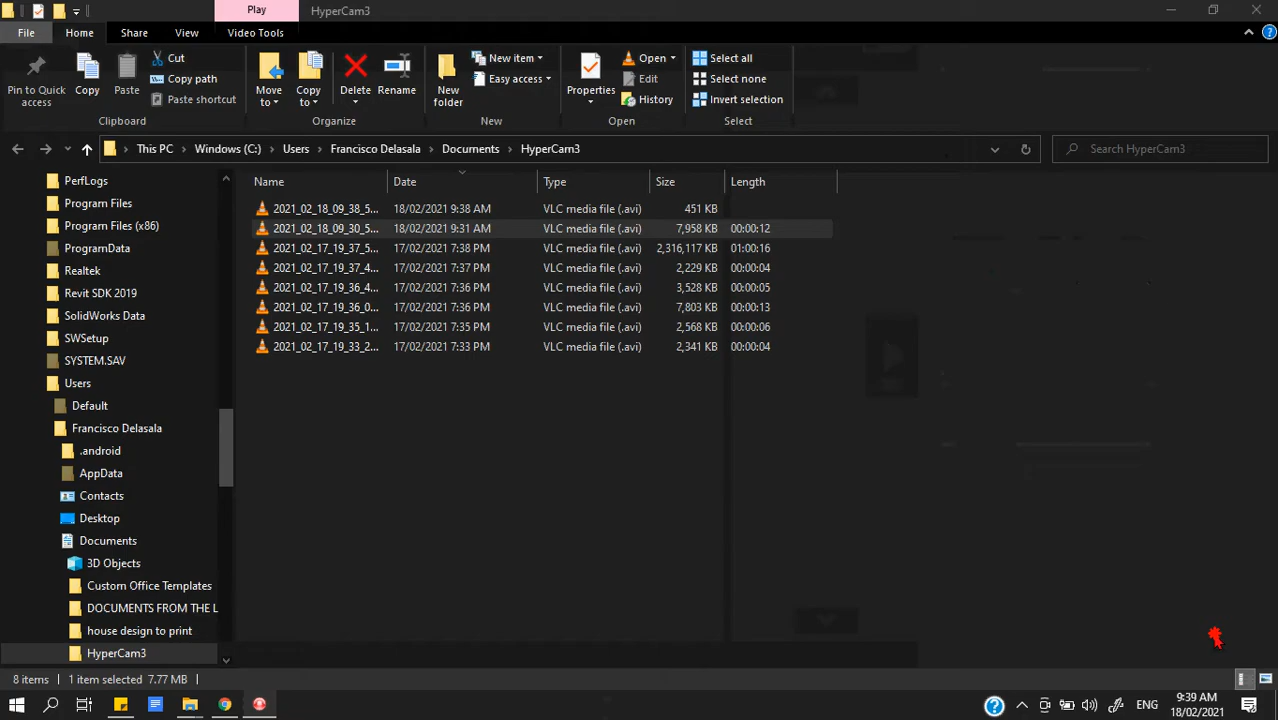 Play
HyperCam3
File
Home
Share
View
Video Tools
Pin to Quick access
Copy
Paste
Cut
Copy path
Paste shortcut
Clipboard
Move to
Copy to
Delete
Rename
Organize
New folder
New item
Easy access
New
Properties
Open
Edit
History
Open
Select all
Select none
Invert selection
Select
This PC > Windows (C:) > Users > Francisco Delasala > Documents > HyperCam3
Search HyperCam3
PerfLogs
Program Files
Program Files (x86)
ProgramData
Realtek
Revit SDK 2019
SolidWorks Data
SWSetup
SYSTEM.SAV
Users
Default
Francisco Delasala
.android
AppData
Contacts
Desktop
Documents
3D Objects
Custom Office Templates
DOCUMENTS FROM THE L
house design to print
HyperCam3
Name Date Type Size Length
2021_02_18_09_38_5... 18/02/2021 9:38 AM VLC media file (.avi) 451 KB
2021_02_18_09_30_5... 18/02/2021 9:31 AM VLC media file (.avi) 7,958 KB 00:00:12
2021_02_17_19_37_5... 17/02/2021 7:38 PM VLC media file (.avi) 2,316,117 KB 01:00:16
2021_02_17_19_37_4... 17/02/2021 7:37 PM VLC media file (.avi) 2,229 KB 00:00:04
2021_02_17_19_36_4... 17/02/2021 7:36 PM VLC media file (.avi) 3,528 KB 00:00:05
2021_02_17_19_36_0... 17/02/2021 7:36 PM VLC media file (.avi) 7,803 KB 00:00:13
2021_02_17_19_35_1... 17/02/2021 7:35 PM VLC media file (.avi) 2,568 KB 00:00:06
2021_02_17_19_33_2... 17/02/2021 7:33 PM VLC media file (.avi) 2,341 KB 00:00:04
8 items 1 item selected 7.77 MB
ENG
9:39 AM
18/02/2021